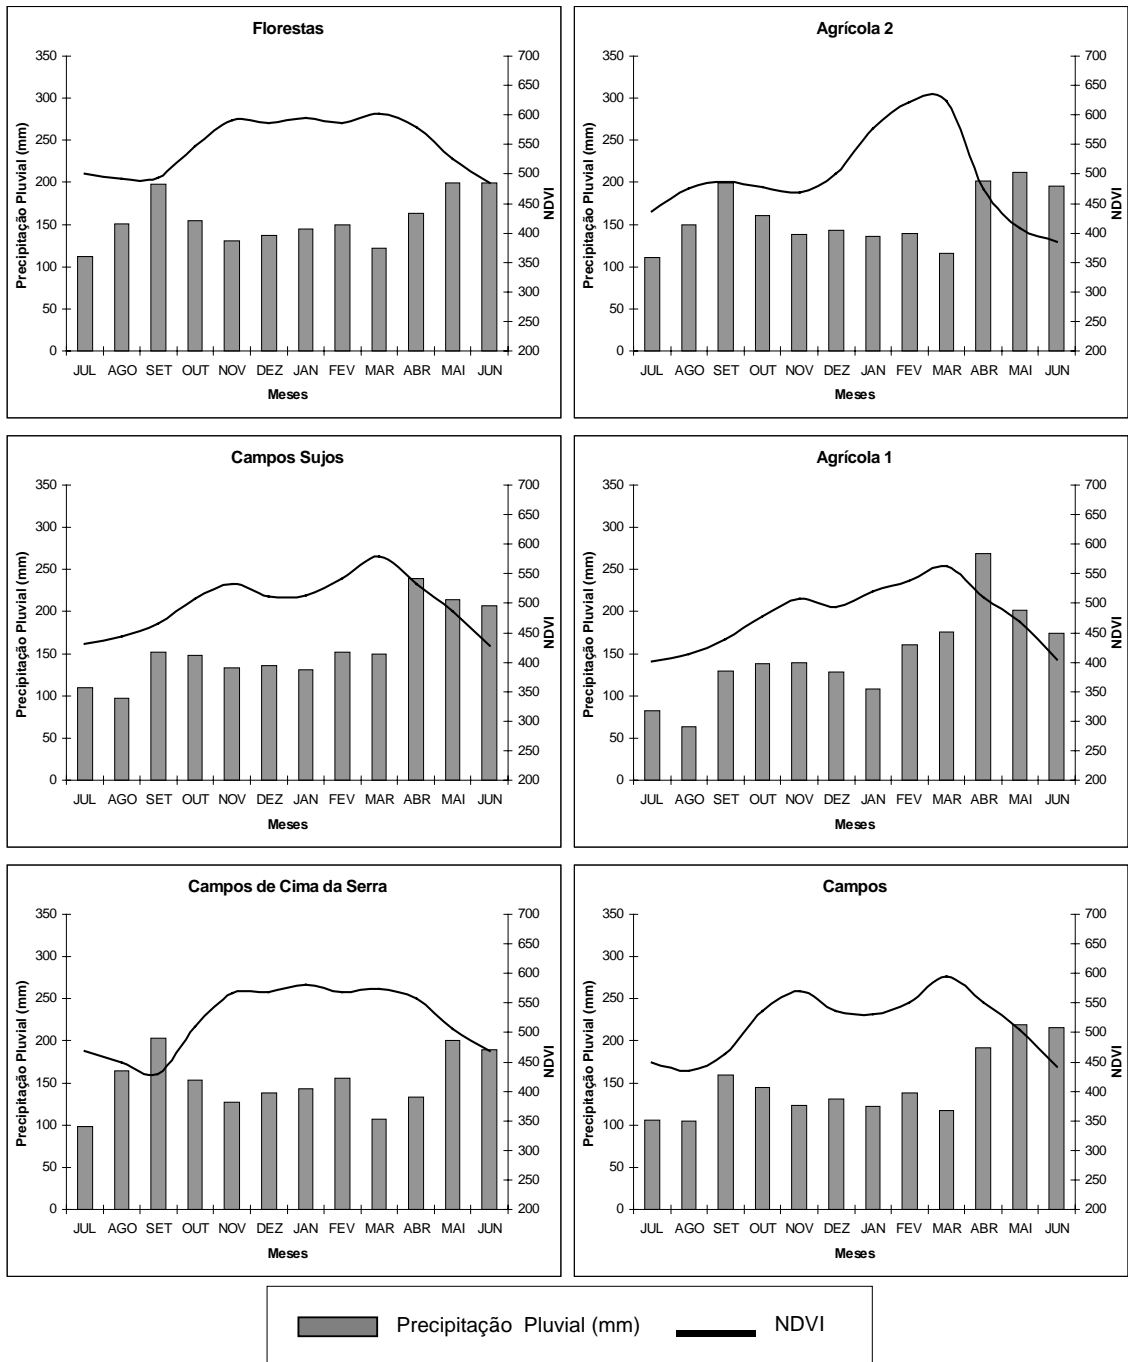 Florestas
350 300 250 200 150 100 50 0
Precipitação Pluvial (mm)
700 650 600 550 500 450 400 350 300 250 200
NDVI
JUL AGO SET OUT NOV DEZ JAN FEV MAR ABR MAI JUN
Meses
Agrícola 2
350 300 250 200 150 100 50 0
Precipitação Pluvial (mm)
700 650 600 550 500 450 400 350 300 250 200
NDVI
JUL AGO SET OUT NOV DEZ JAN FEV MAR ABR MAI JUN
Meses
Campos Sujos
350 300 250 200 150 100 50 0
Precipitação Pluvial (mm)
700 650 600 550 500 450 400 350 300 250 200
NDVI
JUL AGO SET OUT NOV DEZ JAN FEV MAR ABR MAI JUN
Meses
Agrícola 1
350 300 250 200 150 100 50 0
Precipitação Pluvial (mm)
700 650 600 550 500 450 400 350 300 250 200
NDVI
JUL AGO SET OUT NOV DEZ JAN FEV MAR ABR MAI JUN
Meses
Campos de Cima da Serra
350 300 250 200 150 100 50 0
Precipitação Pluvial (mm)
700 650 600 550 500 450 400 350 300 250 200
NDVI
JUL AGO SET OUT NOV DEZ JAN FEV MAR ABR MAI JUN
Meses
Campos
350 300 250 200 150 100 50 0
Precipitação Pluvial (mm)
700 650 600 550 500 450 400 350 300 250 200
NDVI
JUL AGO SET OUT NOV DEZ JAN FEV MAR ABR MAI JUN
Meses
Precipitação Pluvial (mm) NDVI